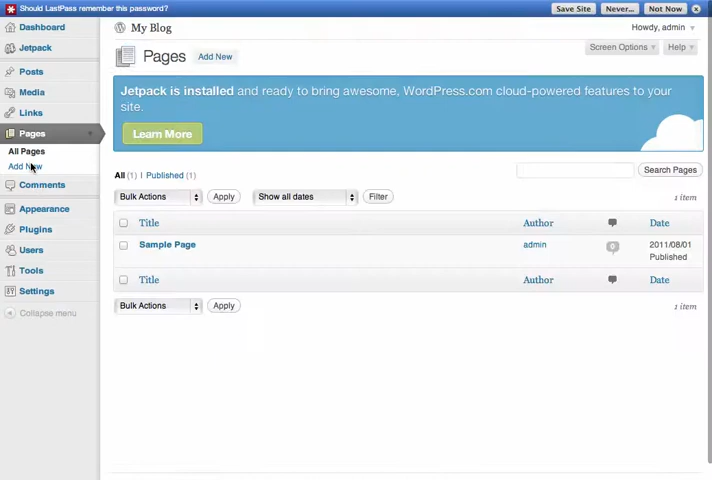 Should LastPass remember this password?
Save Site
Never...
Not Now
Dashboard
Jetpack
Posts
Media
Links
Pages
All Pages
Add New
Comments
Appearance
Plugins
Users
Tools
Settings
Collapse menu
My Blog
Howdy, admin
Pages
Add New
Screen Options
Help
Jetpack is installed and ready to bring awesome, WordPress.com cloud-powered features to your
site.
Learn More
All (1) | Published (1)
Search Pages
Bulk Actions
Apply
Show all dates
Filter
1 item
Title
Author
Date
Sample Page
admin
0
2011/08/01
Published
Title
Author
Date
Bulk Actions
Apply
1 item